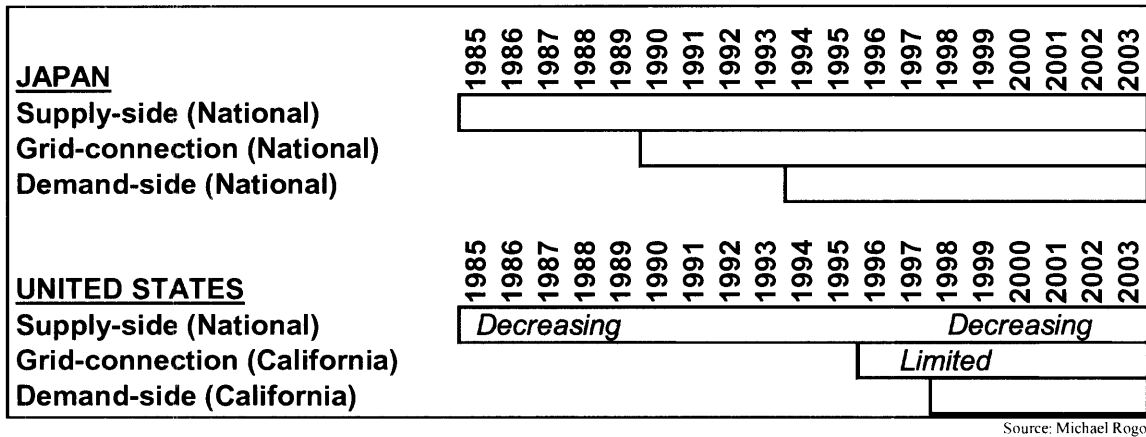 1985 1986 1987 1988 1989 1990 1991 1992 1993 1994 1995 1996 1997 1998 1999 2000 2001 2002 2003
JAPAN
Supply-side (National)
Grid-connection (National)
Demand-side (National)
1985 1986 1987 1988 1989 1990 1991 1992 1993 1994 1995 1996 1997 1998 1999 2000 2001 2002 2003
UNITED STATES
Supply-side (National) Decreasing Decreasing
Grid-connection (California) Limited
Demand-side (California)
Source: Michael Rogo